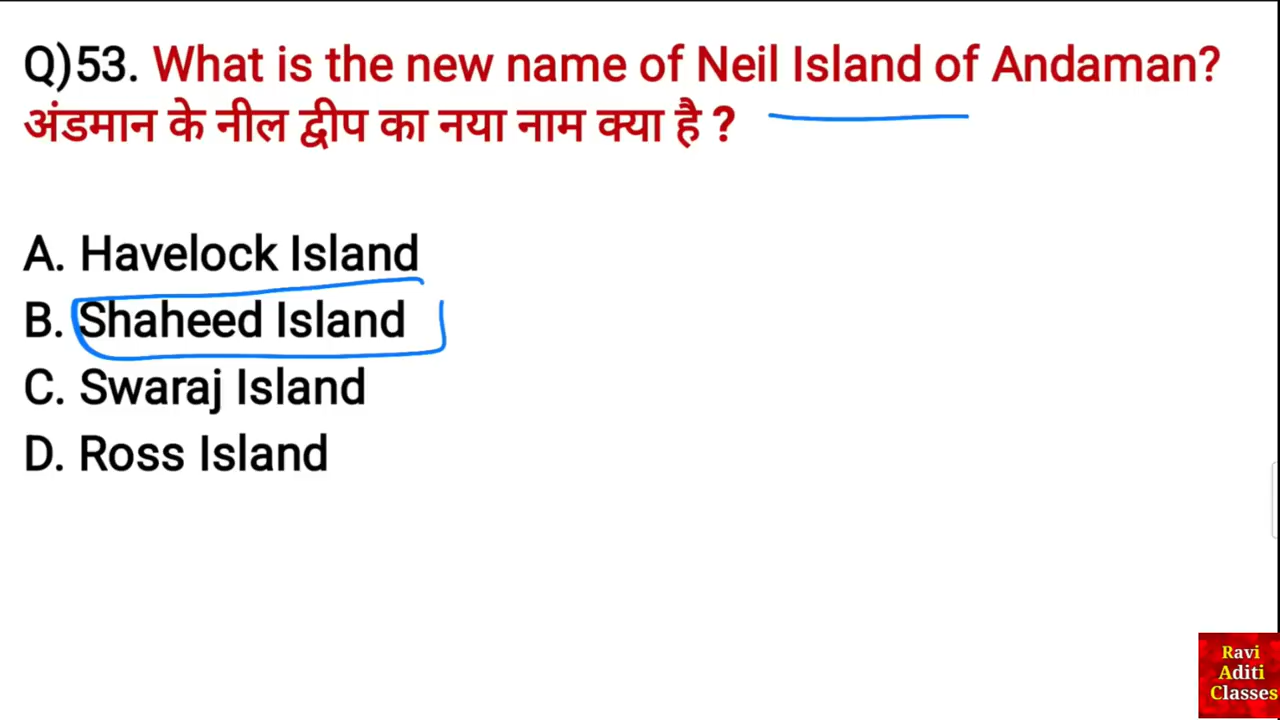 Q)53. What is the new name of Neil Island of Andaman?
अंडमान के नील द्वीप का नया नाम क्या है ?
A. Havelock Island
B. Shaheed Island
C. Swaraj Island
D. Ross Island
Ravi
Aditi
Classes